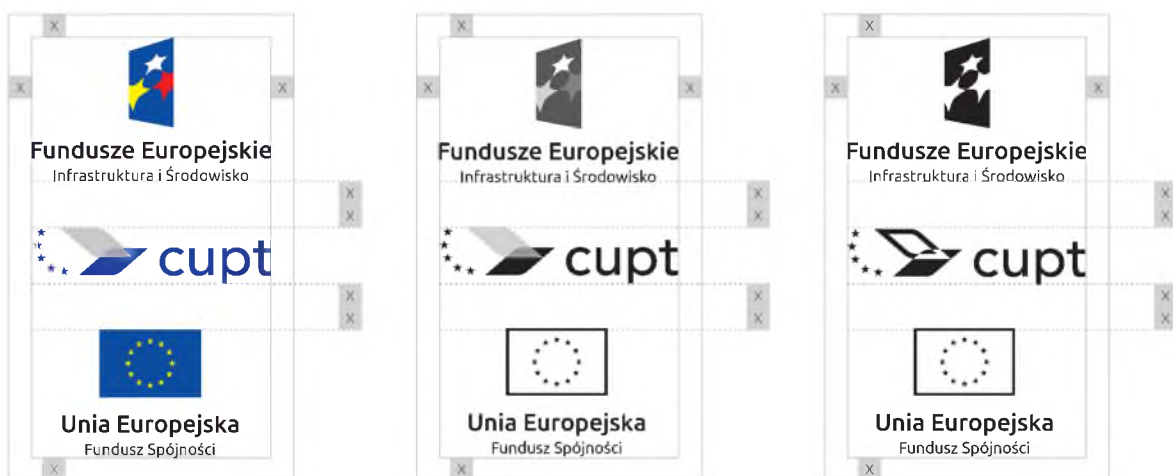 X X X
X X X X X X
Fundusze Europejskie Fundusze Europejskie Fundusze Europejskie
Infrastruktura i Środowisko Infrastruktura i Środowisko Infrastruktura i Środowisko
X X X
X X X
cupt cupt cupt
X X X
X X X
Unia Europejska Unia Europejska Unia Europejska
Fundusz Spójności Fundusz Spójności Fundusz Spójności
X X X